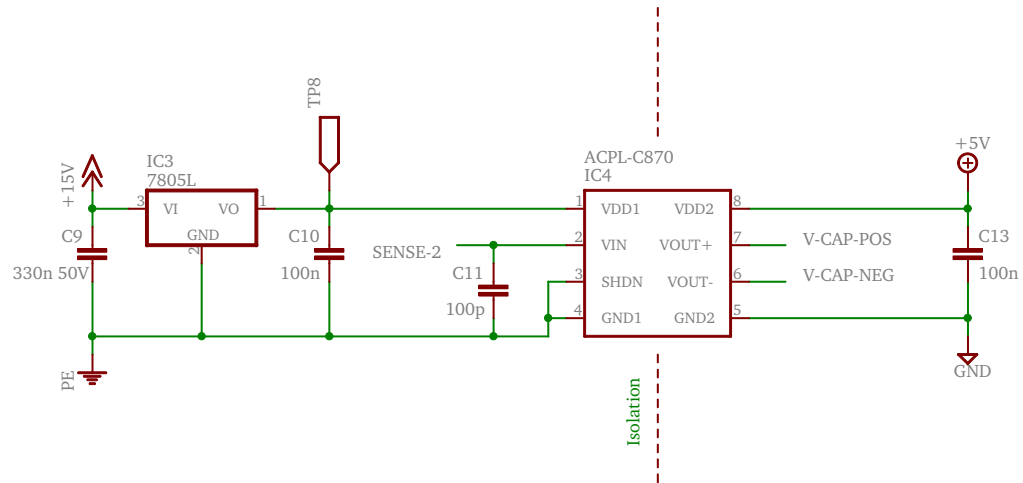 TP8
+15V
IC3
7805L
3
VI
VO
1
GND
2
C9
330n 50V
C10
100n
PE
SENSE-2
C11
100p
ACPL-C870
IC4
1
VDD1
VDD2
8
2
VIN
VOUT+
7
3
SHDN
VOUT-
6
4
GND1
GND2
5
V-CAP-POS
V-CAP-NEG
+5V
C13
100n
GND
Isolation